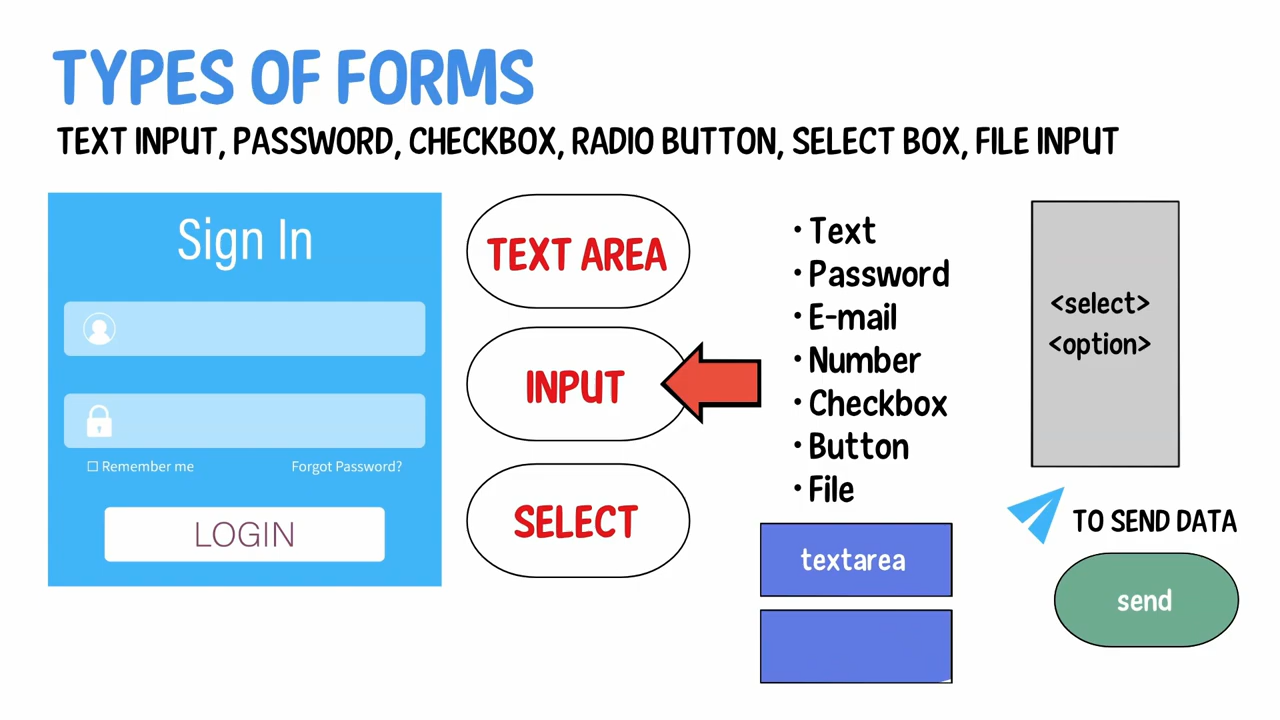 TYPES OF FORMS
TEXT INPUT, PASSWORD, CHECKBOX, RADIO BUTTON, SELECT BOX, FILE INPUT
Sign In
☐ Remember me
Forgot Password?
LOGIN
TEXT AREA
INPUT
SELECT
• Text
• Password
• E-mail
• Number
• Checkbox
• Button
• File
textarea
<select>
<option>
TO SEND DATA
send